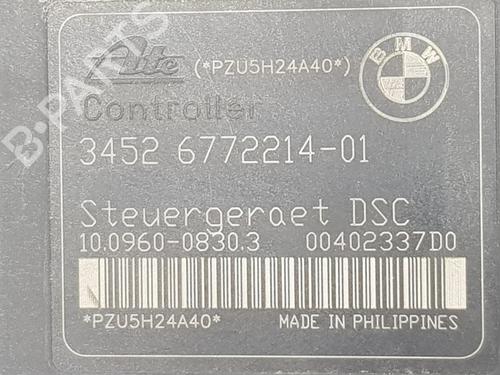 Ate (*PZU5H24A40*) BMW
Controller
3452 6772214-01
Steuergeraet DSC
10.0960-0830.3 00402337D0
*PZU5H24A40* MADE IN PHILIPPINES
B-PARTS